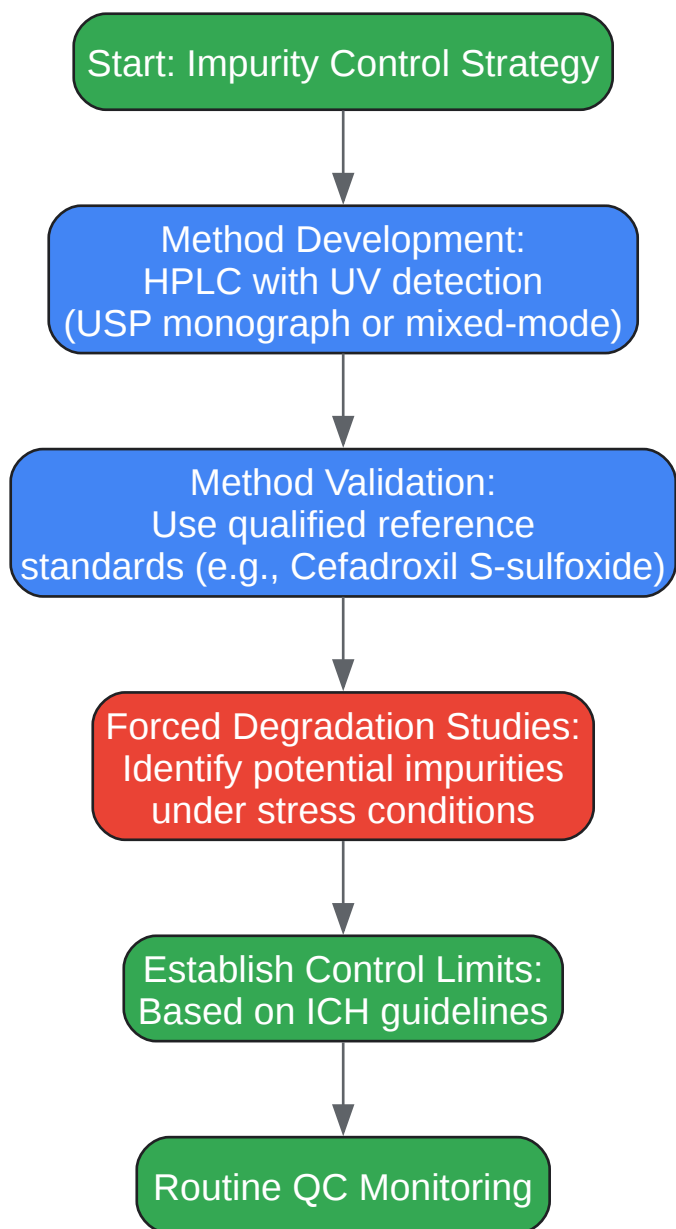 Start: Impurity Control Strategy
Method Development:
HPLC with UV detection
(USP monograph or mixed-mode)
Method Validation:
Use qualified reference
standards (e.g., Cefadroxil S-sulfoxide)
Forced Degradation Studies:
Identify potential impurities
under stress conditions
Establish Control Limits:
Based on ICH guidelines
Routine QC Monitoring